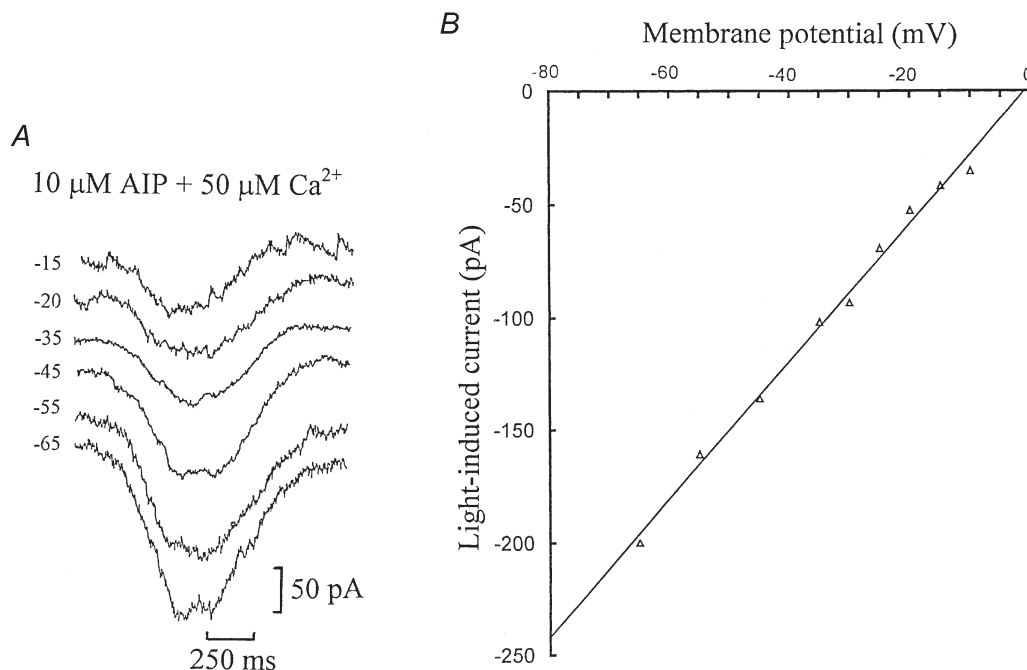 A
10 μM AIP + 50 μM Ca²⁺
-15
-20
-35
-45
-55
-65
50 pA
250 ms
B
Membrane potential (mV)
-80 -60 -40 -20 0
Light-induced current (pA)
0
-50
-100
-150
-200
-250